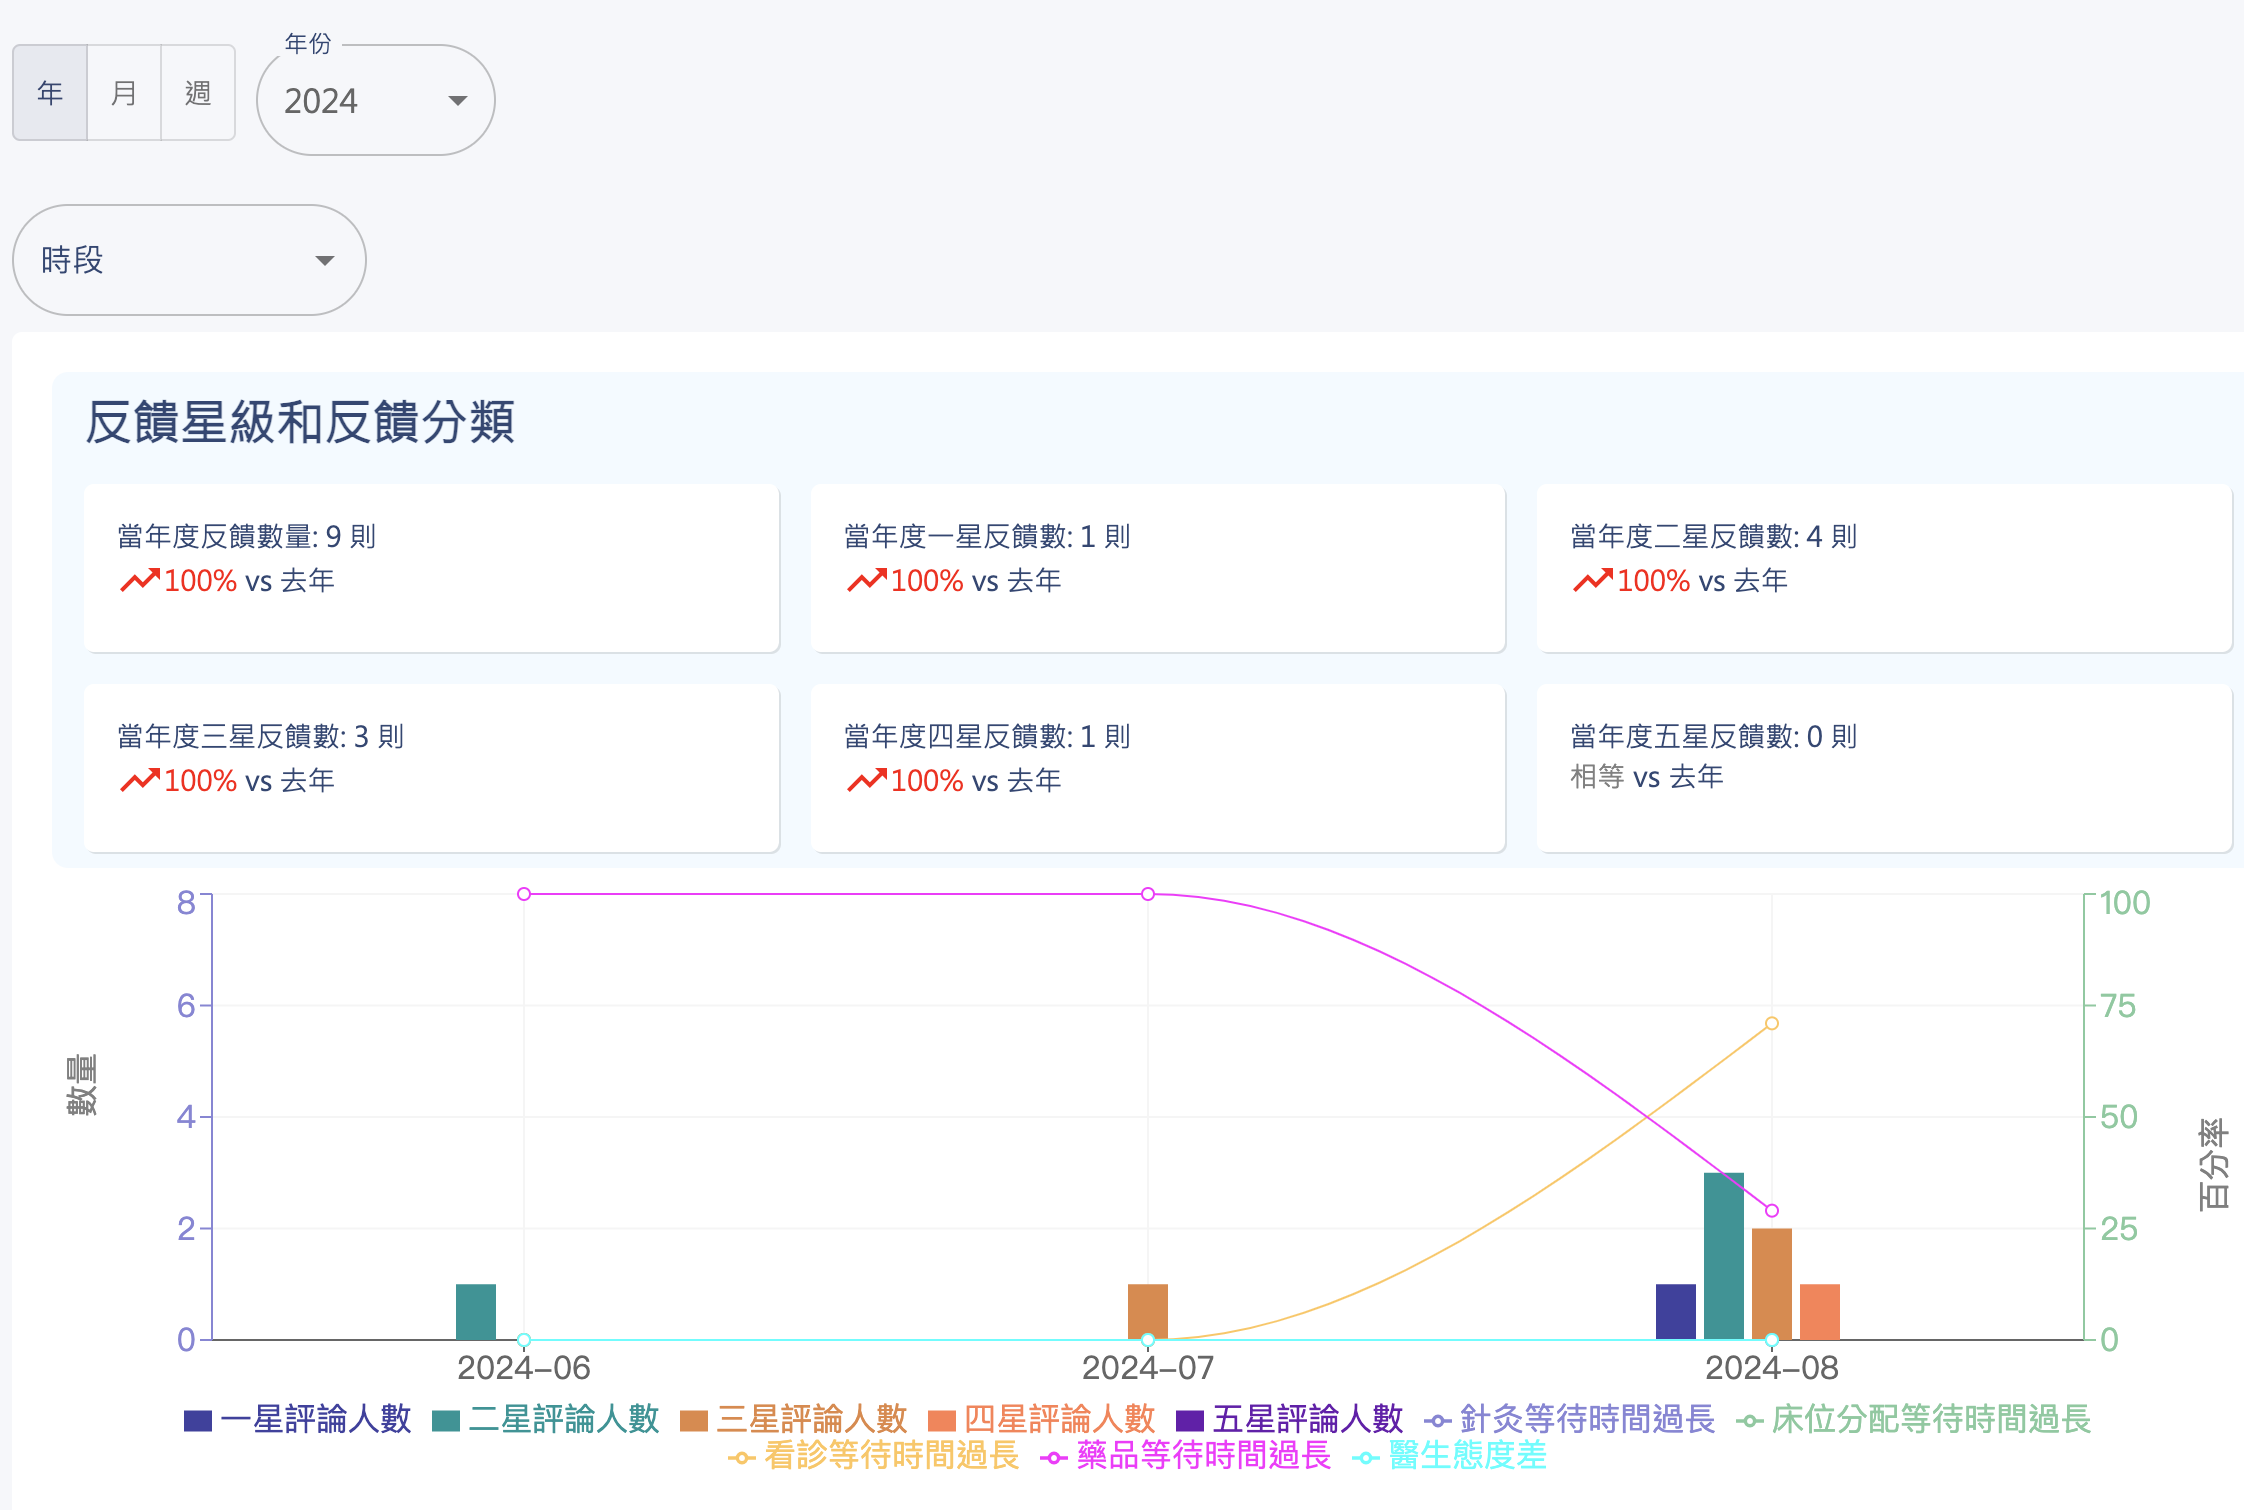 年 月 週
年份
2024
時段
反饋星級和反饋分類
當年度反饋數量: 9 則
100% vs 去年
當年度一星反饋數: 1 則
100% vs 去年
當年度二星反饋數: 4 則
100% vs 去年
當年度三星反饋數: 3 則
100% vs 去年
當年度四星反饋數: 1 則
100% vs 去年
當年度五星反饋數: 0 則
相等 vs 去年
數量
8
6
4
2
0
100
75
50
25
0
百分率
2024-06 2024-07 2024-08
一星評論人數 二星評論人數 三星評論人數 四星評論人數 五星評論人數 針灸等待時間過長 床位分配等待時間過長
看診等待時間過長 藥品等待時間過長 醫生態度差